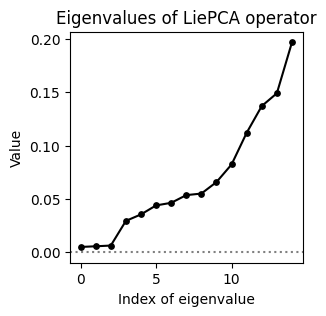 Eigenvalues of LiePCA operator
0.20
0.15
0.10
0.05
0.00
Value
0 5 10
Index of eigenvalue